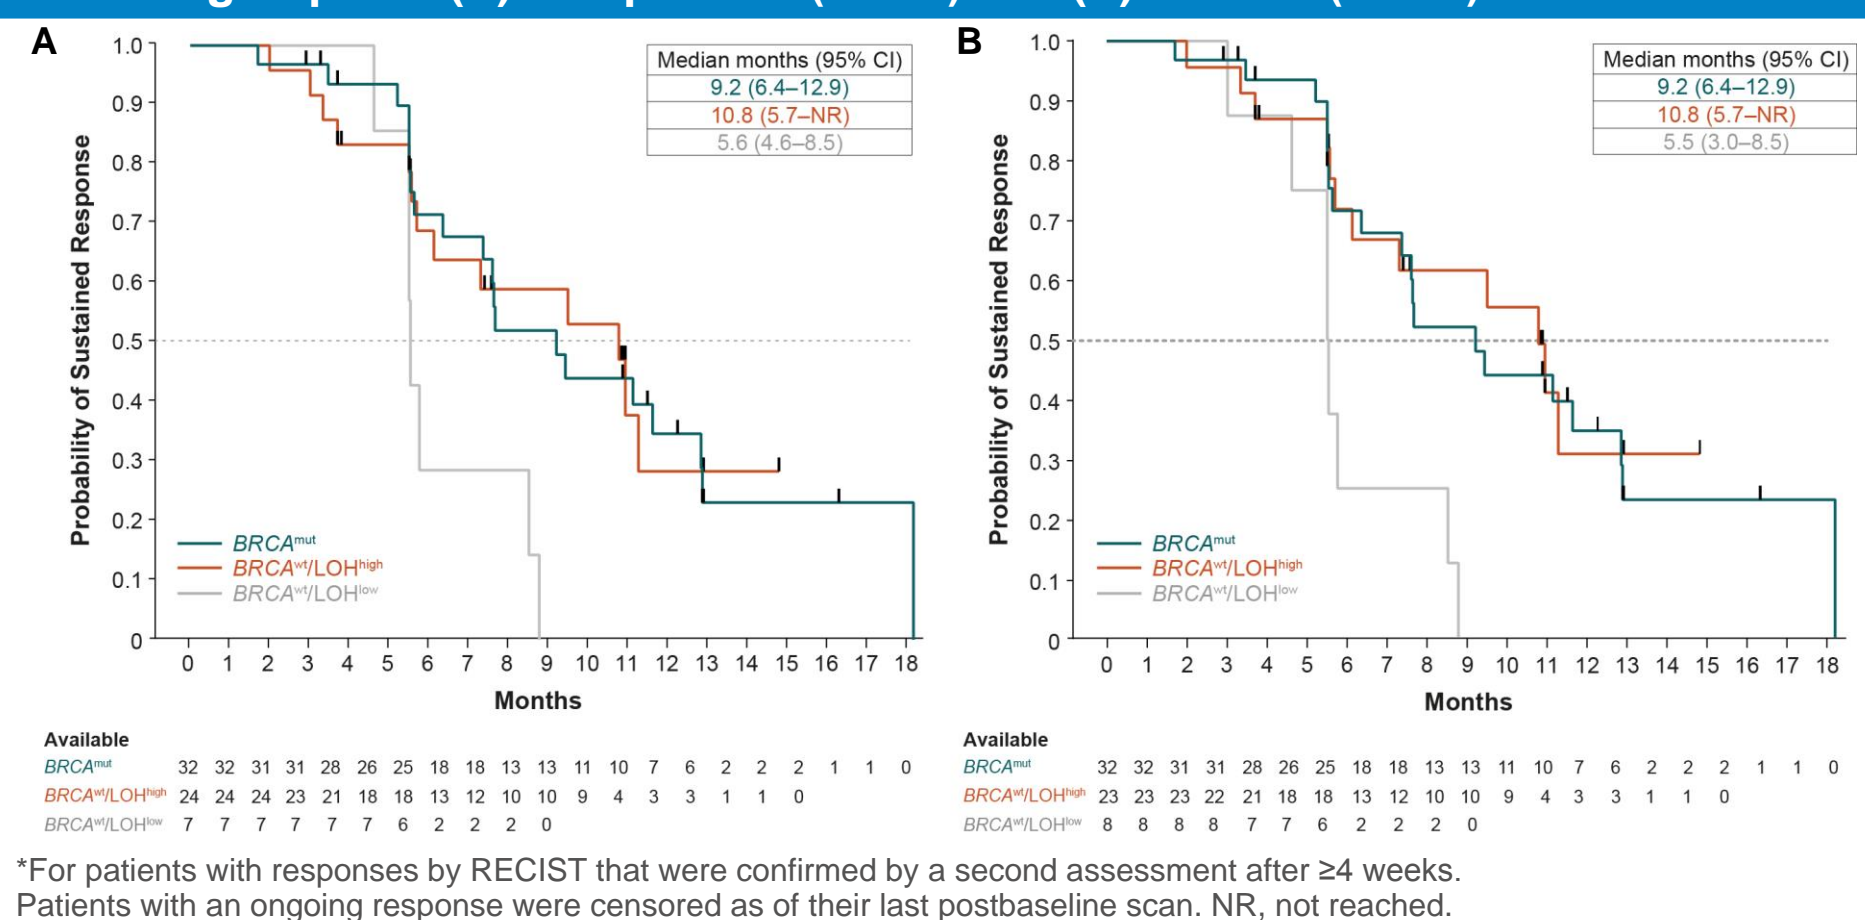 A
1.0
0.9
0.8
0.7
0.6
0.5
0.4
0.3
0.2
0.1
0
Probability of Sustained Response
Median months (95% CI)
9.2 (6.4–12.9)
10.8 (5.7–NR)
5.6 (4.6–8.5)
BRCAmut
BRCAwt/LOHhigh
BRCAwt/LOHlow
0 1 2 3 4 5 6 7 8 9 10 11 12 13 14 15 16 17 18
Months
Available
BRCAmut 32 32 31 31 28 26 25 18 18 13 13 11 10 7 6 2 2 2 1 1 0
BRCAwt/LOHhigh 24 24 24 23 21 18 18 13 12 10 10 9 4 3 3 1 1 0
BRCAwt/LOHlow 7 7 7 7 7 7 6 2 2 2 0
B
1.0
0.9
0.8
0.7
0.6
0.5
0.4
0.3
0.2
0.1
0
Probability of Sustained Response
Median months (95% CI)
9.2 (6.4–12.9)
10.8 (5.7–NR)
5.5 (3.0–8.5)
BRCAmut
BRCAwt/LOHhigh
BRCAwt/LOHlow
0 1 2 3 4 5 6 7 8 9 10 11 12 13 14 15 16 17 18
Months
Available
BRCAmut 32 32 31 31 28 26 25 18 18 13 13 11 10 7 6 2 2 2 1 1 0
BRCAwt/LOHhigh 23 23 23 22 21 18 18 13 12 10 10 9 4 3 3 1 1 0
BRCAwt/LOHlow 8 8 8 8 7 7 6 2 2 2 0
*For patients with responses by RECIST that were confirmed by a second assessment after ≥4 weeks.
Patients with an ongoing response were censored as of their last postbaseline scan. NR, not reached.